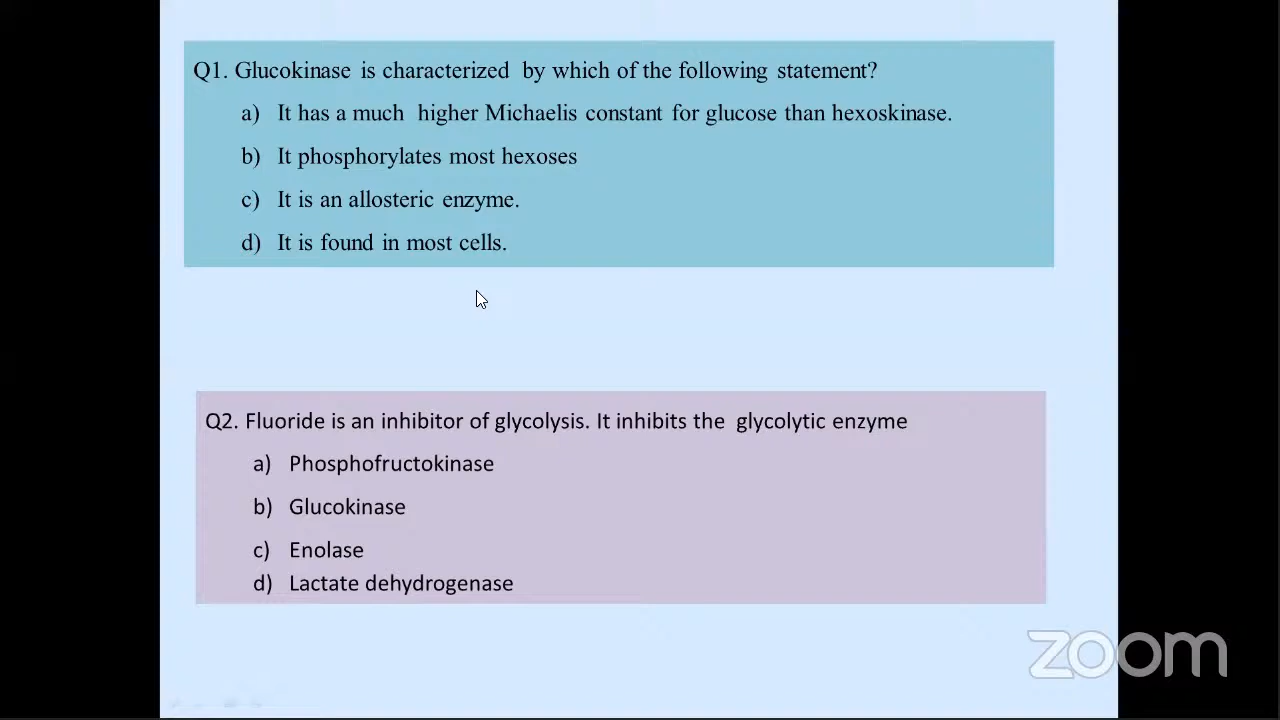 Q1. Glucokinase is characterized by which of the following statement?
a) It has a much higher Michaelis constant for glucose than hexoskinase.
b) It phosphorylates most hexoses
c) It is an allosteric enzyme.
d) It is found in most cells.
Q2. Fluoride is an inhibitor of glycolysis. It inhibits the glycolytic enzyme
a) Phosphofructokinase
b) Glucokinase
c) Enolase
d) Lactate dehydrogenase
zoom